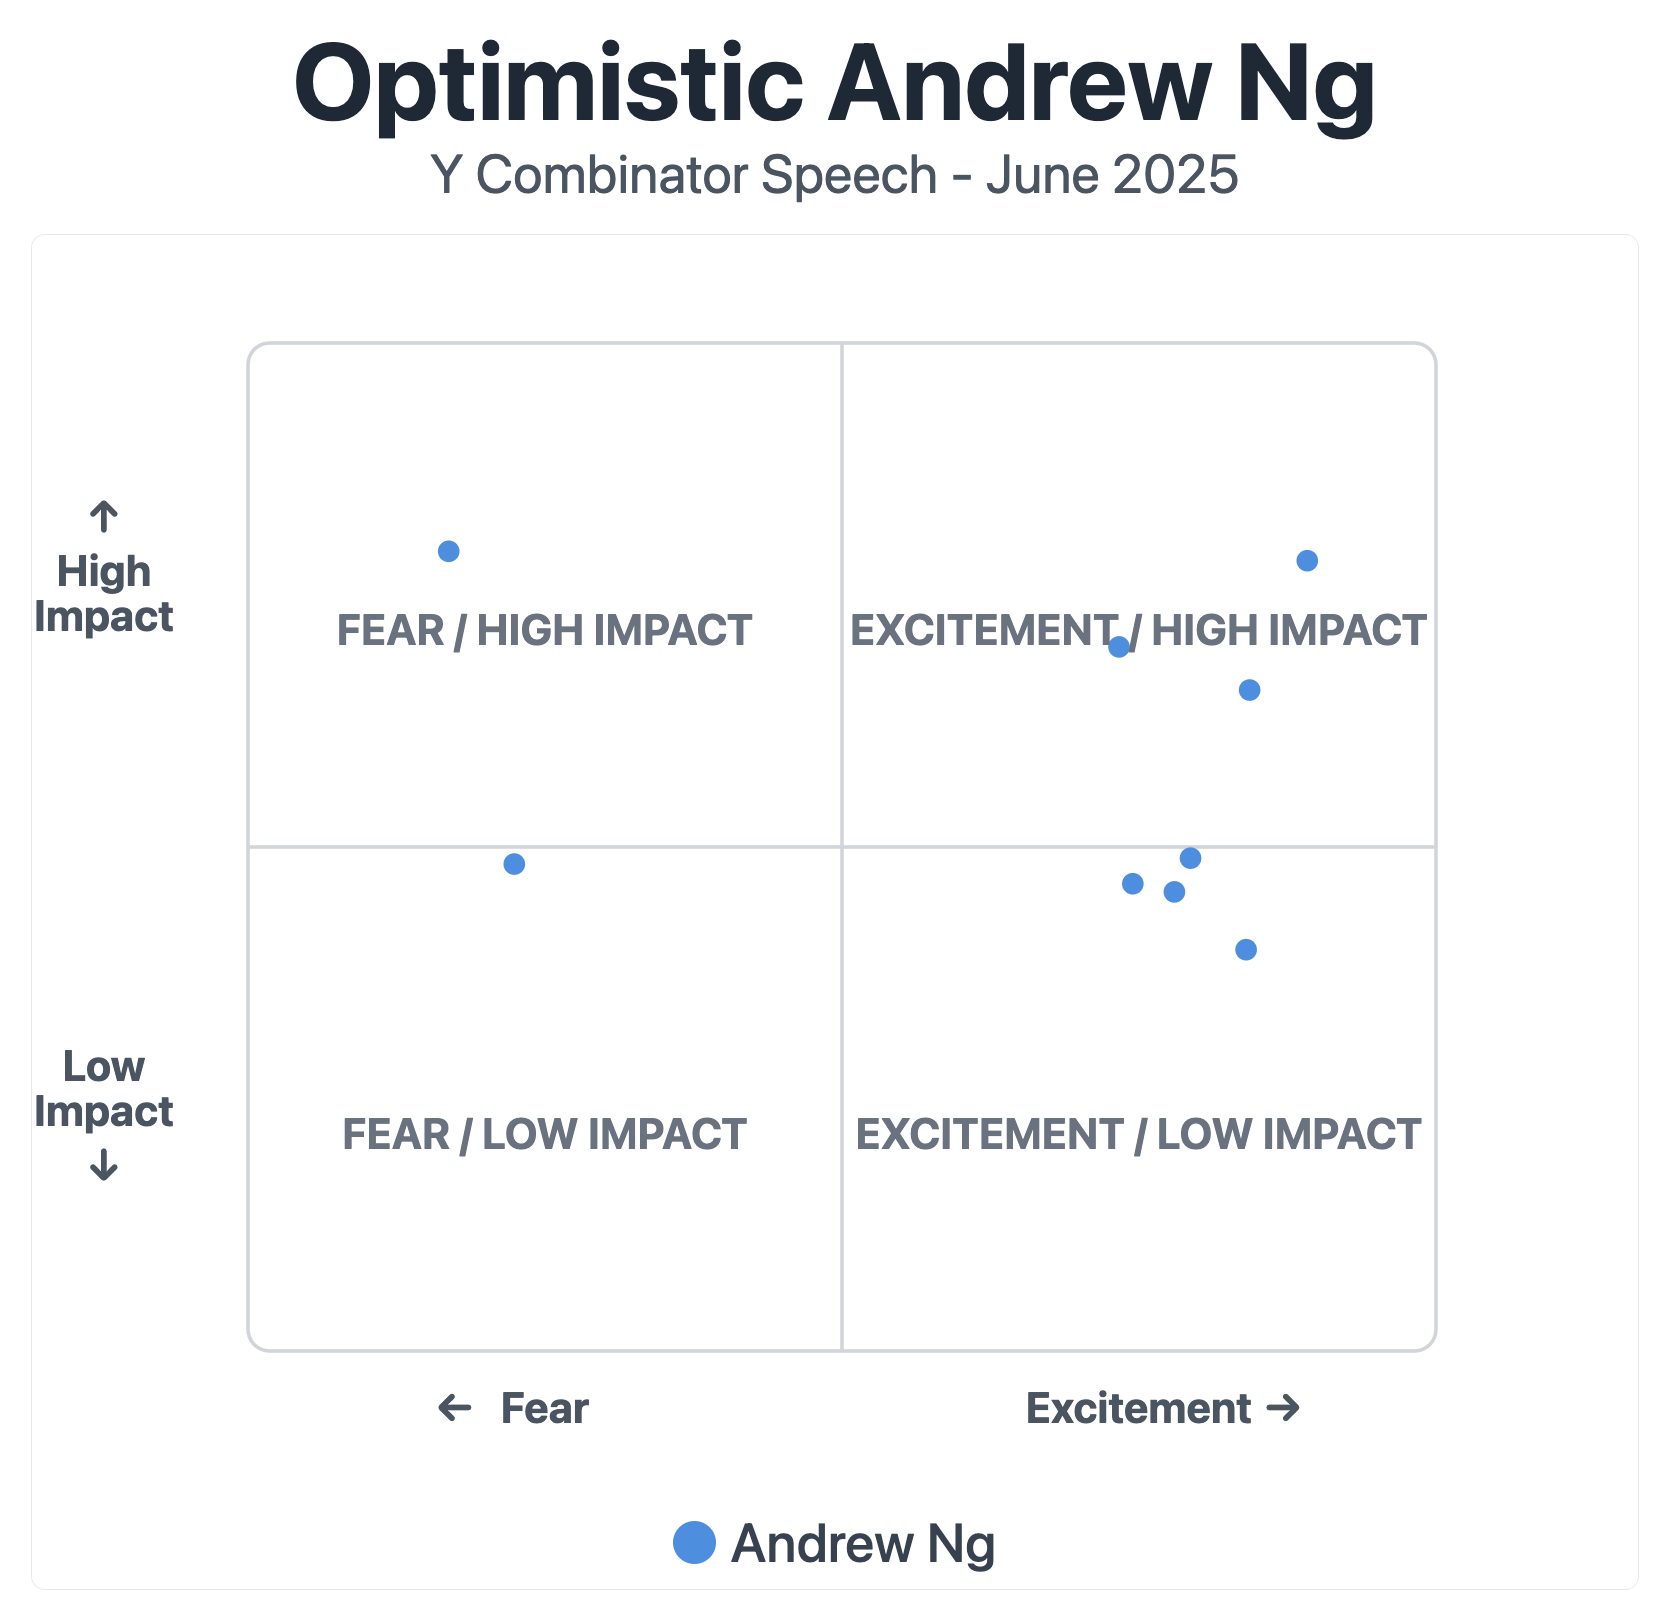 Optimistic Andrew Ng
Y Combinator Speech - June 2025
↑
High
Impact
FEAR / HIGH IMPACT
EXCITEMENT / HIGH IMPACT
Low
Impact
↓
FEAR / LOW IMPACT
EXCITEMENT / LOW IMPACT
← Fear
Excitement →
Andrew Ng